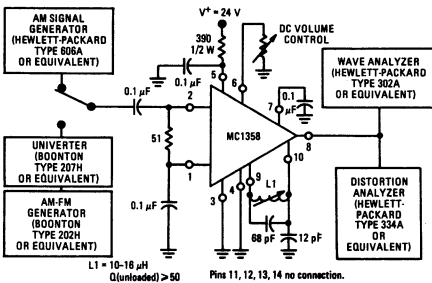 AM SIGNAL
GENERATOR
(HEWLETT-PACKARD
TYPE 606A
OR EQUIVALENT)
V+ = 24 V
390
1/2 W
DC VOLUME
CONTROL
0.1
µF
5
6
0.1 µF
2
7
0.1
µF
WAVE ANALYZER
(HEWLETT-PACKARD
TYPE 302A
OR EQUIVALENT)
51
MC1358
8
10
UNIVERTER
(BOONTON
TYPE 207H
OR EQUIVALENT)
1
9
L1
3
4
AM-FM
GENERATOR
(BOONTON
TYPE 202H
OR EQUIVALENT)
0.1 µF
68 pF
12 pF
DISTORTION
ANALYZER
(HEWLETT-
PACKARD
TYPE 334A
OR
EQUIVALENT)
L1 = 10–16 µH
Q(unloaded) ≥ 50
Pins 11, 12, 13, 14 no connection.